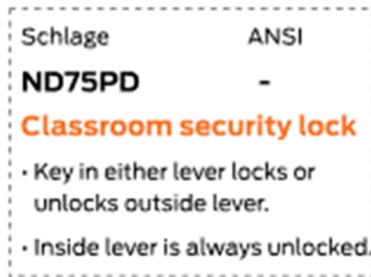 Schlage ANSI
ND75PD -
Classroom security lock
· Key in either lever locks or
unlocks outside lever.
· Inside lever is always unlocked.